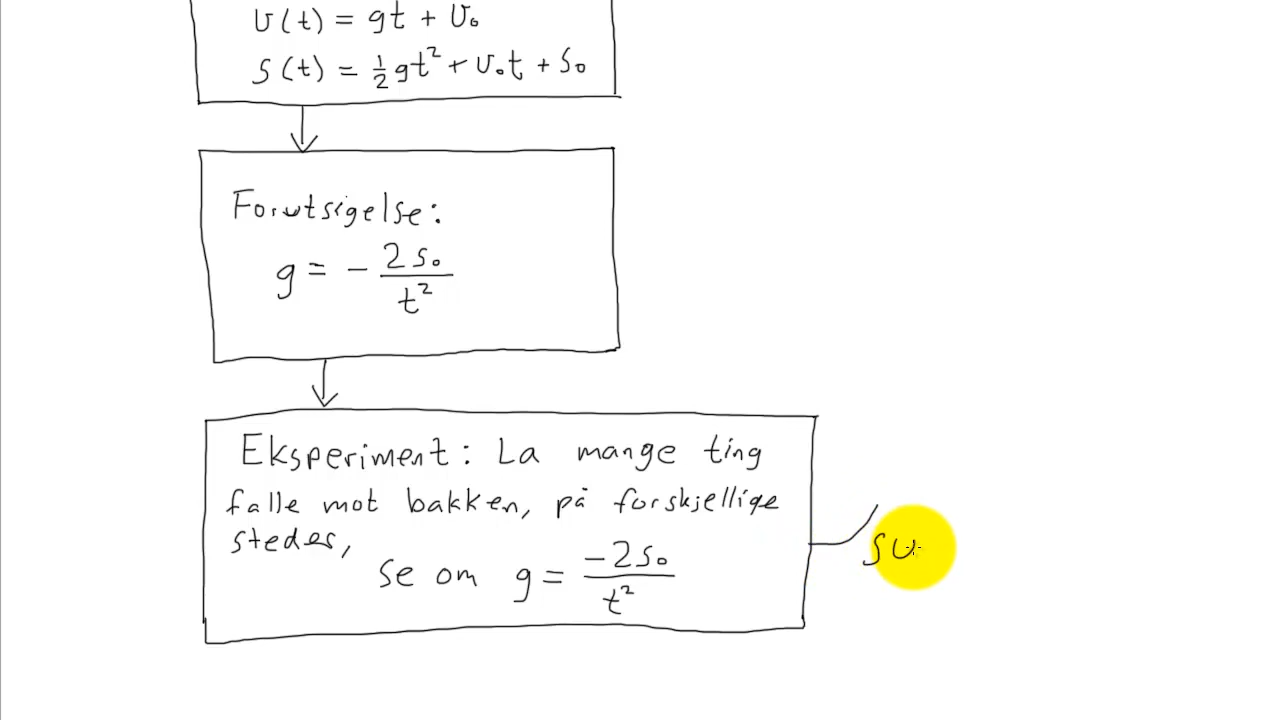 v(t) = gt + v₀
s(t) = ½gt² + v₀t + s₀
Forutsigelse:
g = - 2s₀ / t²
Eksperiment: La mange ting
falle mot bakken, på forskjellige
steder,
se om g = -2s₀ / t²
su